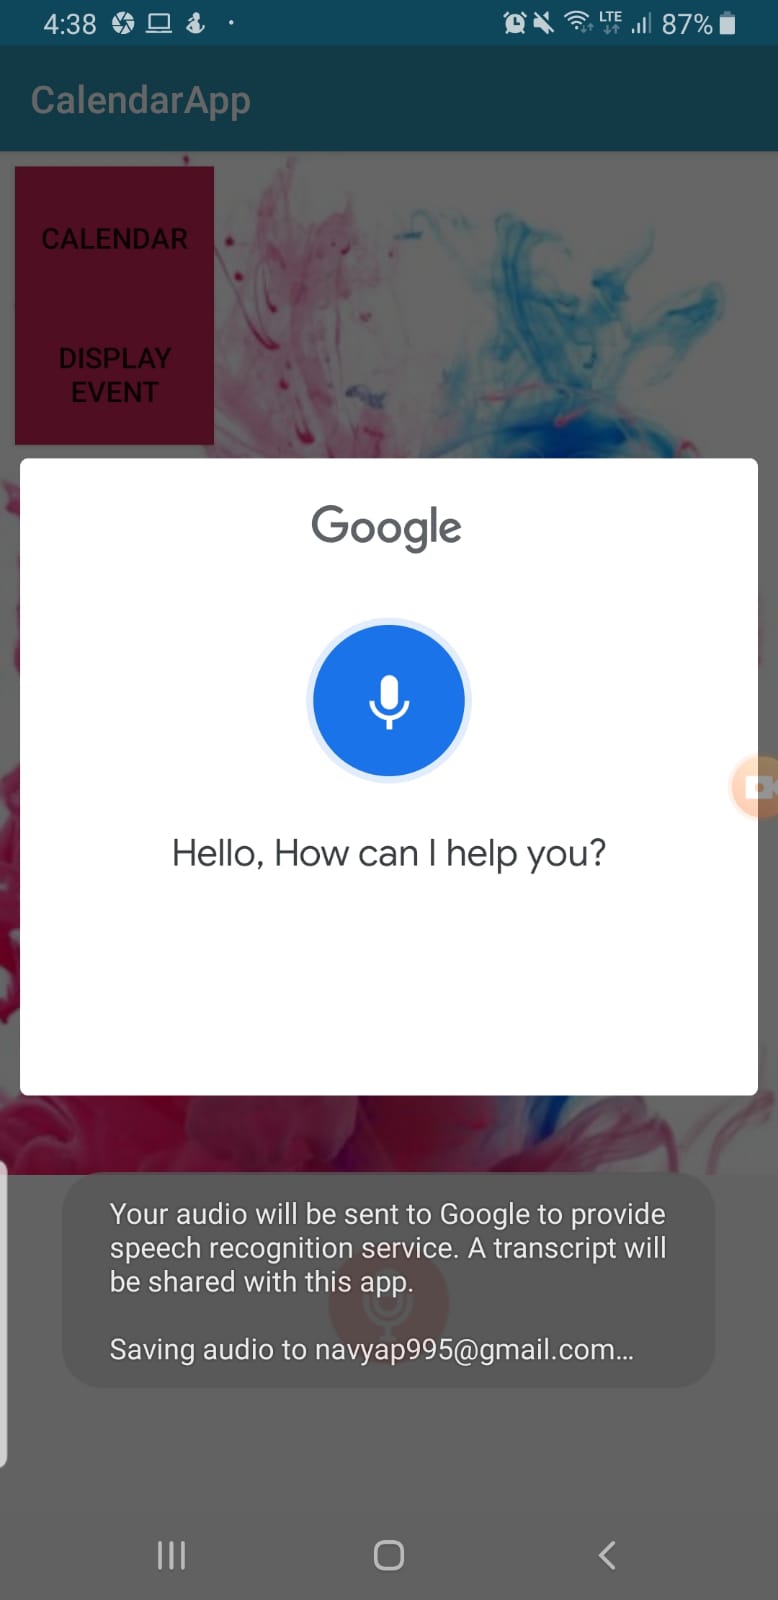 4:38
LTE
87%
CalendarApp
CALENDAR
DISPLAY
EVENT
Google
Hello, How can I help you?
Your audio will be sent to Google to provide
speech recognition service. A transcript will
be shared with this app.
Saving audio to navyap995@gmail.com...